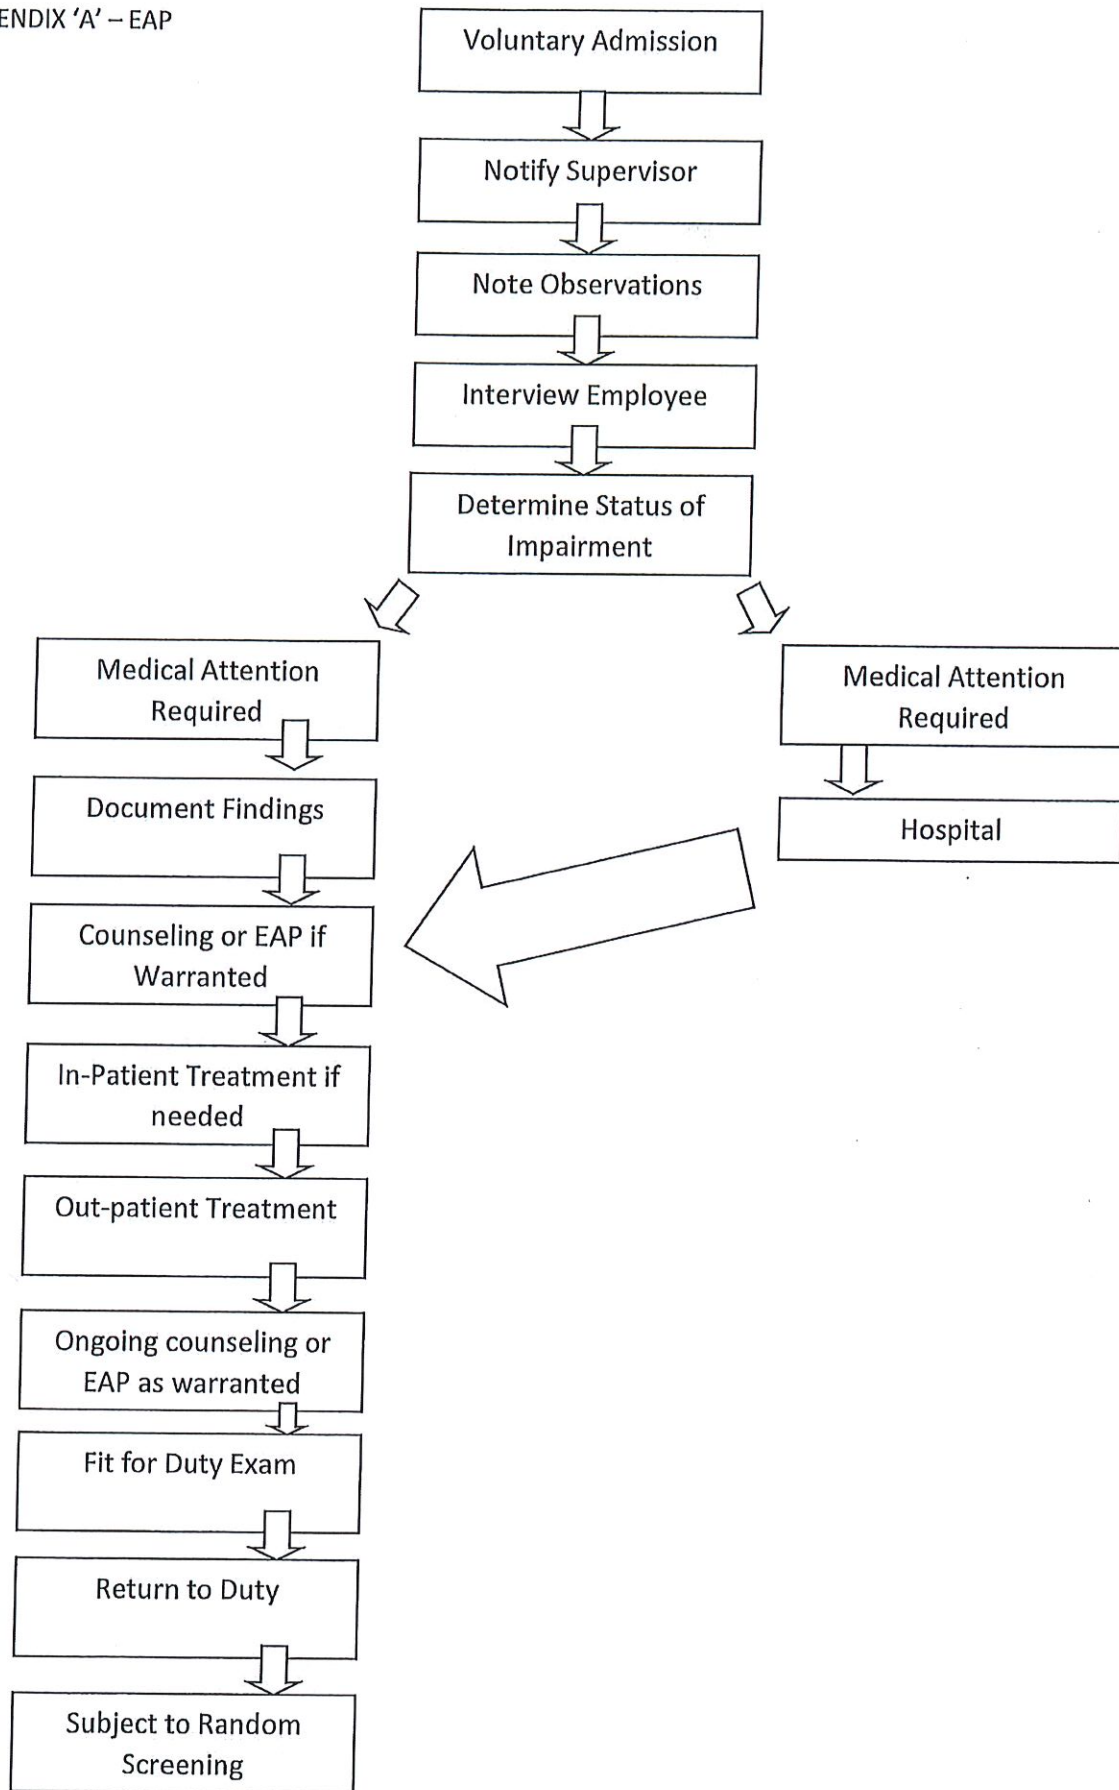 ENDIX 'A' – EAP
Voluntary Admission
Notify Supervisor
Note Observations
Interview Employee
Determine Status of
Impairment
Medical Attention
Required
Medical Attention
Required
Document Findings
Hospital
Counseling or EAP if
Warranted
In-Patient Treatment if
needed
Out-patient Treatment
Ongoing counseling or
EAP as warranted
Fit for Duty Exam
Return to Duty
Subject to Random
Screening